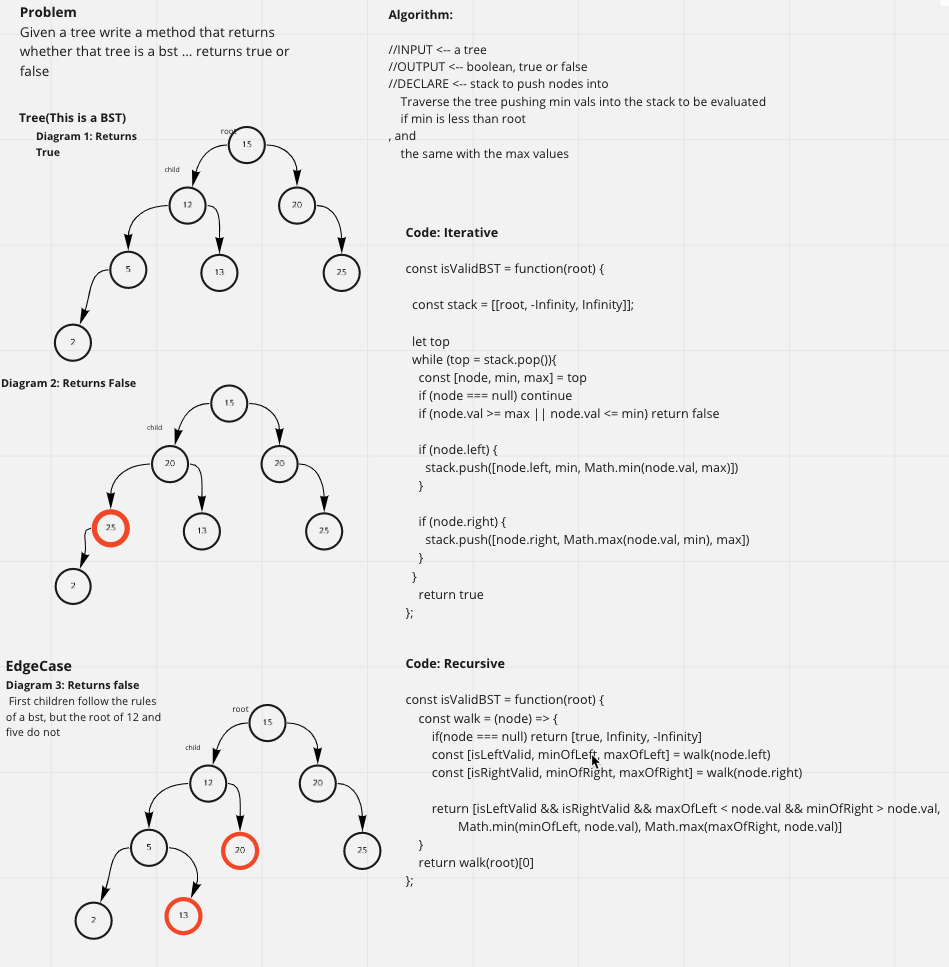 Problem
Given a tree write a method that returns
whether that tree is a bst ... returns true or
false
Tree(This is a BST)
Diagram 1: Returns
True
root
15
child
12
20
5
13
25
2
Diagram 2: Returns False
15
child
20
20
25
13
25
2
EdgeCase
Diagram 3: Returns false
First children follow the rules
of a bst, but the root of 12 and
five do not
root
15
child
12
20
5
20
25
2
13
Algorithm:
//INPUT <-- a tree
//OUTPUT <-- boolean, true or false
//DECLARE <-- stack to push nodes into
Traverse the tree pushing min vals into the stack to be evaluated
if min is less than root
, and
the same with the max values
Code: Iterative
const isValidBST = function(root) {
const stack = [[root, -Infinity, Infinity]];
let top
while (top = stack.pop()){
const [node, min, max] = top
if (node === null) continue
if (node.val >= max || node.val <= min) return false
if (node.left) {
stack.push([node.left, min, Math.min(node.val, max)])
}
if (node.right) {
stack.push([node.right, Math.max(node.val, min), max])
}
}
return true
};
Code: Recursive
const isValidBST = function(root) {
const walk = (node) => {
if(node === null) return [true, Infinity, -Infinity]
const [isLeftValid, minOfLeft, maxOfLeft] = walk(node.left)
const [isRightValid, minOfRight, maxOfRight] = walk(node.right)
return [isLeftValid && isRightValid && maxOfLeft < node.val && minOfRight > node.val,
Math.min(minOfLeft, node.val), Math.max(maxOfRight, node.val)]
}
return walk(root)[0]
};